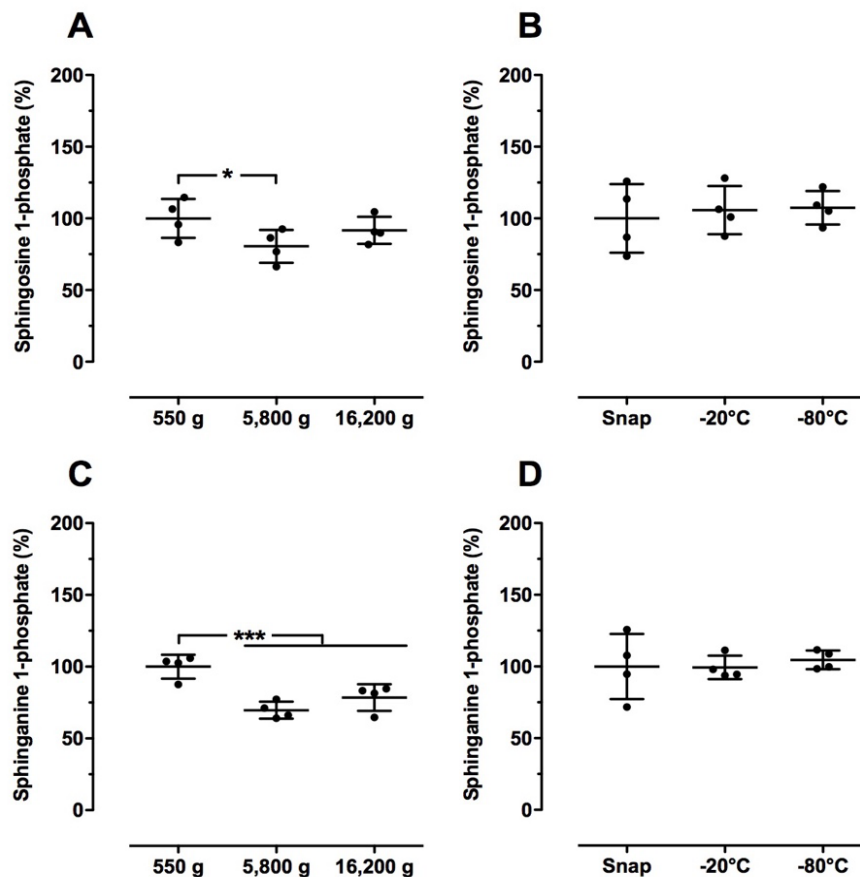 A
Sphingosine 1-phosphate (%)
200
150
100
50
0
*
550 g 5,800 g 16,200 g
B
Sphingosine 1-phosphate (%)
200
150
100
50
0
Snap -20°C -80°C
C
Sphinganine 1-phosphate (%)
200
150
100
50
0
***
550 g 5,800 g 16,200 g
D
Sphinganine 1-phosphate (%)
200
150
100
50
0
Snap -20°C -80°C